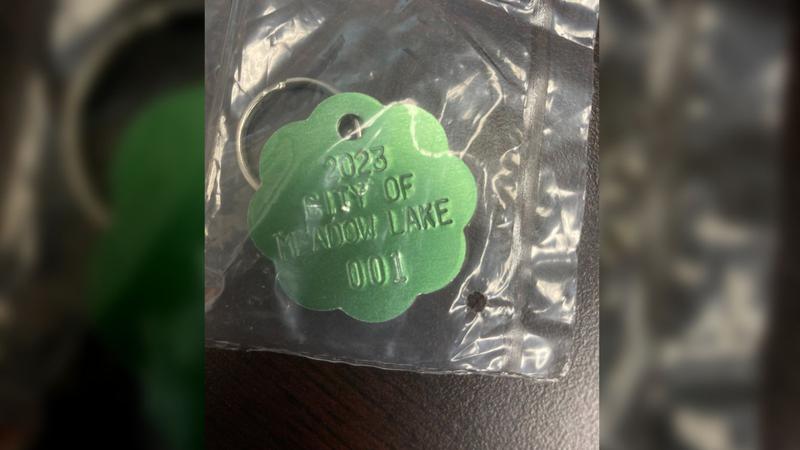 2023
CITY OF
MEADOW LAKE
001